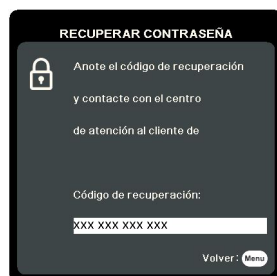 RECUPERAR CONTRASEÑA
Anote el código de recuperación
y contacte con el centro
de atención al cliente de
Código de recuperación:
XXX XXX XXX XXX
Volver: Menu